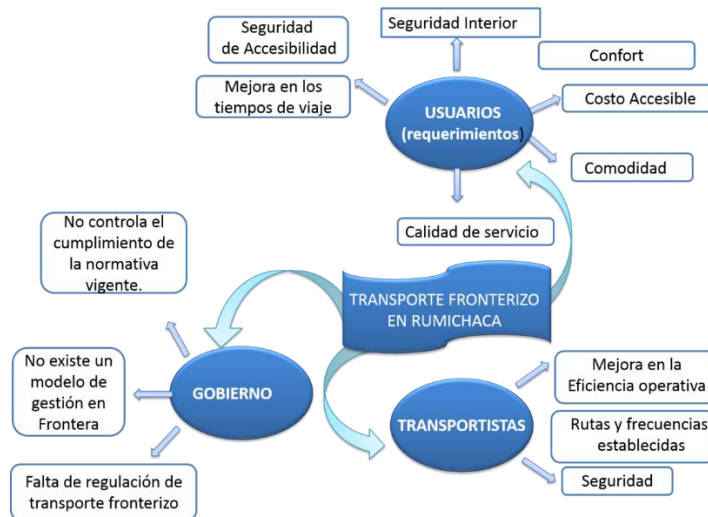 Seguridad Interior
Seguridad
de Accesibilidad
Confort
Mejora en los
tiempos de viaje
USUARIOS
(requerimientos)
Costo Accesible
Comodidad
Calidad de servicio
No controla el
cumplimiento de
la normativa
vigente.
TRANSPORTE FRONTERIZO
EN RUMICHACA
No existe un
modelo de
gestión en
Frontera
GOBIERNO
Falta de regulación de
transporte fronterizo
TRANSPORTISTAS
Mejora en la
Eficiencia operativa
Rutas y frecuencias
establecidas
Seguridad